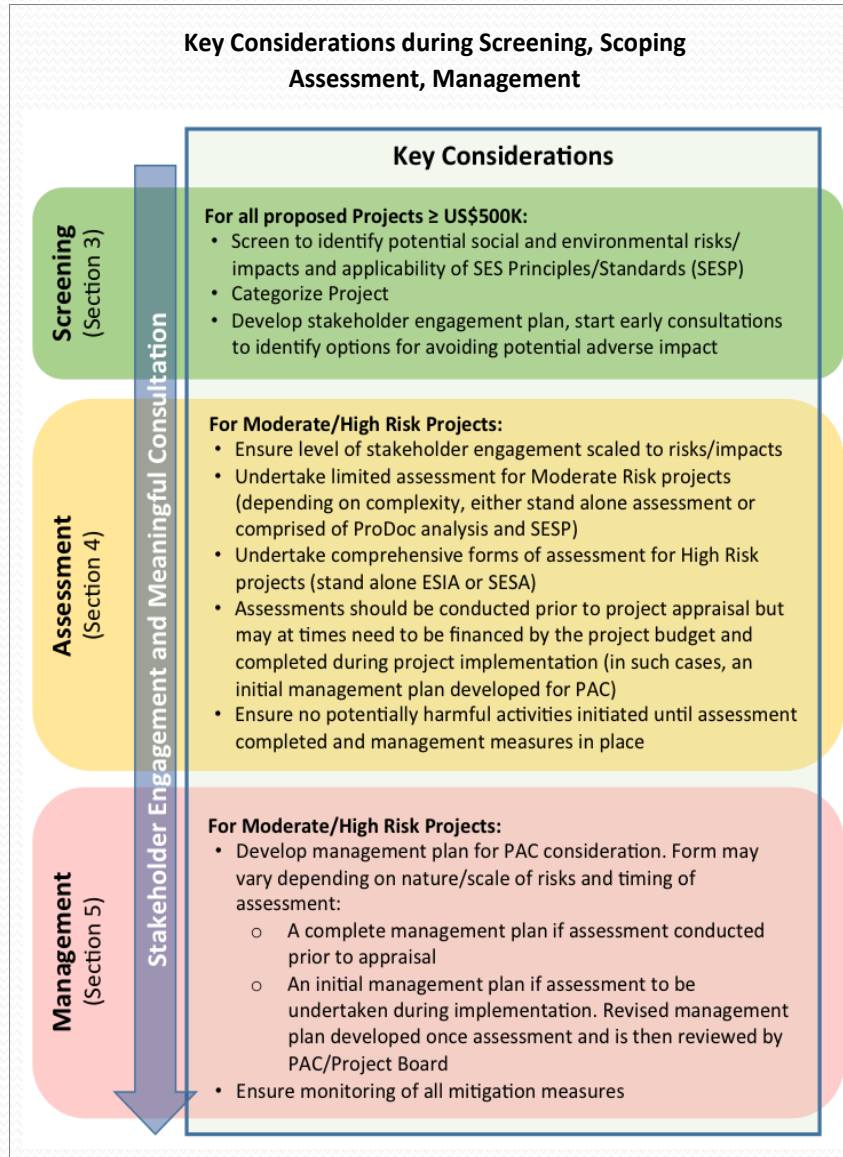 Key Considerations during Screening, Scoping
Assessment, Management
Key Considerations
Stakeholder Engagement and Meaningful Consultation
Screening
(Section 3)
For all proposed Projects ≥ US$500K:
• Screen to identify potential social and environmental risks/
impacts and applicability of SES Principles/Standards (SESP)
• Categorize Project
• Develop stakeholder engagement plan, start early consultations
to identify options for avoiding potential adverse impact
Assessment
(Section 4)
For Moderate/High Risk Projects:
• Ensure level of stakeholder engagement scaled to risks/impacts
• Undertake limited assessment for Moderate Risk projects
(depending on complexity, either stand alone assessment or
comprised of ProDoc analysis and SESP)
• Undertake comprehensive forms of assessment for High Risk
projects (stand alone ESIA or SESA)
• Assessments should be conducted prior to project appraisal but
may at times need to be financed by the project budget and
completed during project implementation (in such cases, an
initial management plan developed for PAC)
• Ensure no potentially harmful activities initiated until assessment
completed and management measures in place
Management
(Section 5)
For Moderate/High Risk Projects:
• Develop management plan for PAC consideration. Form may
vary depending on nature/scale of risks and timing of
assessment:
o A complete management plan if assessment conducted
prior to appraisal
o An initial management plan if assessment to be
undertaken during implementation. Revised management
plan developed once assessment and is then reviewed by
PAC/Project Board
• Ensure monitoring of all mitigation measures